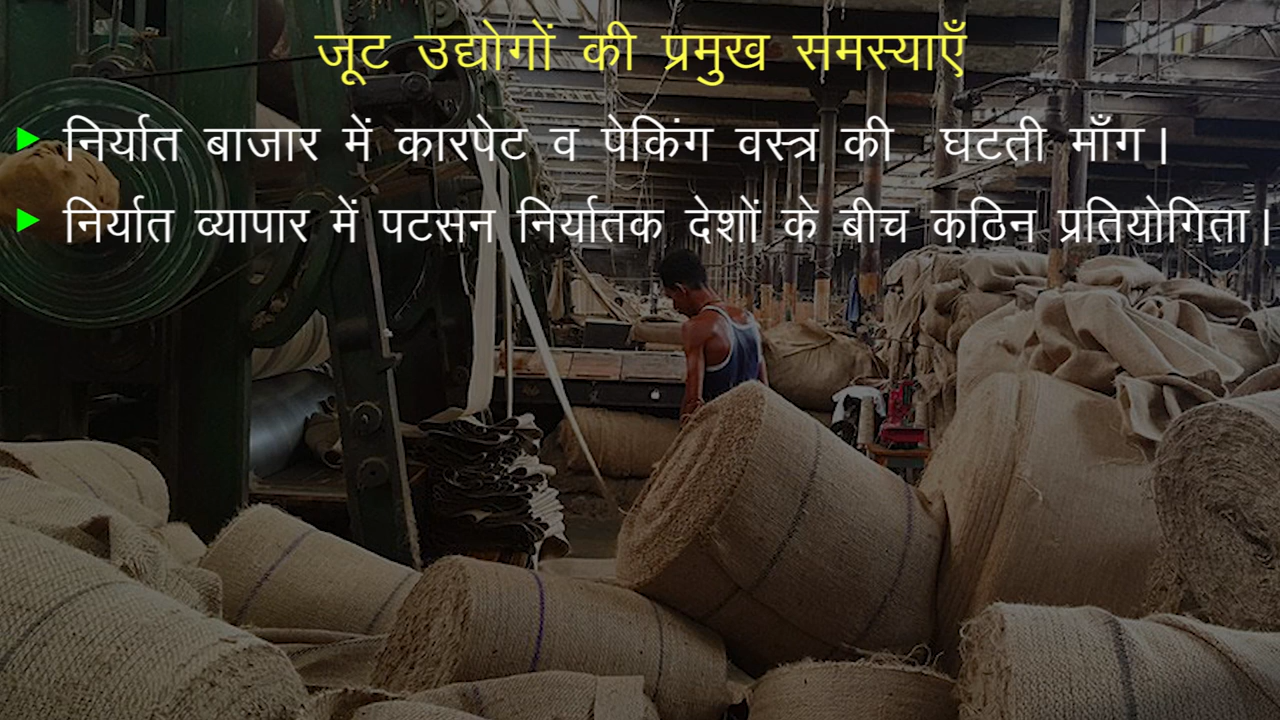 जूट उद्योगों की प्रमुख समस्याएँ
निर्यात बाजार में कारपेट व पेकिंग वस्त्र की घटती माँग।
निर्यात व्यापार में पटसन निर्यातक देशों के बीच कठिन प्रतियोगिता।